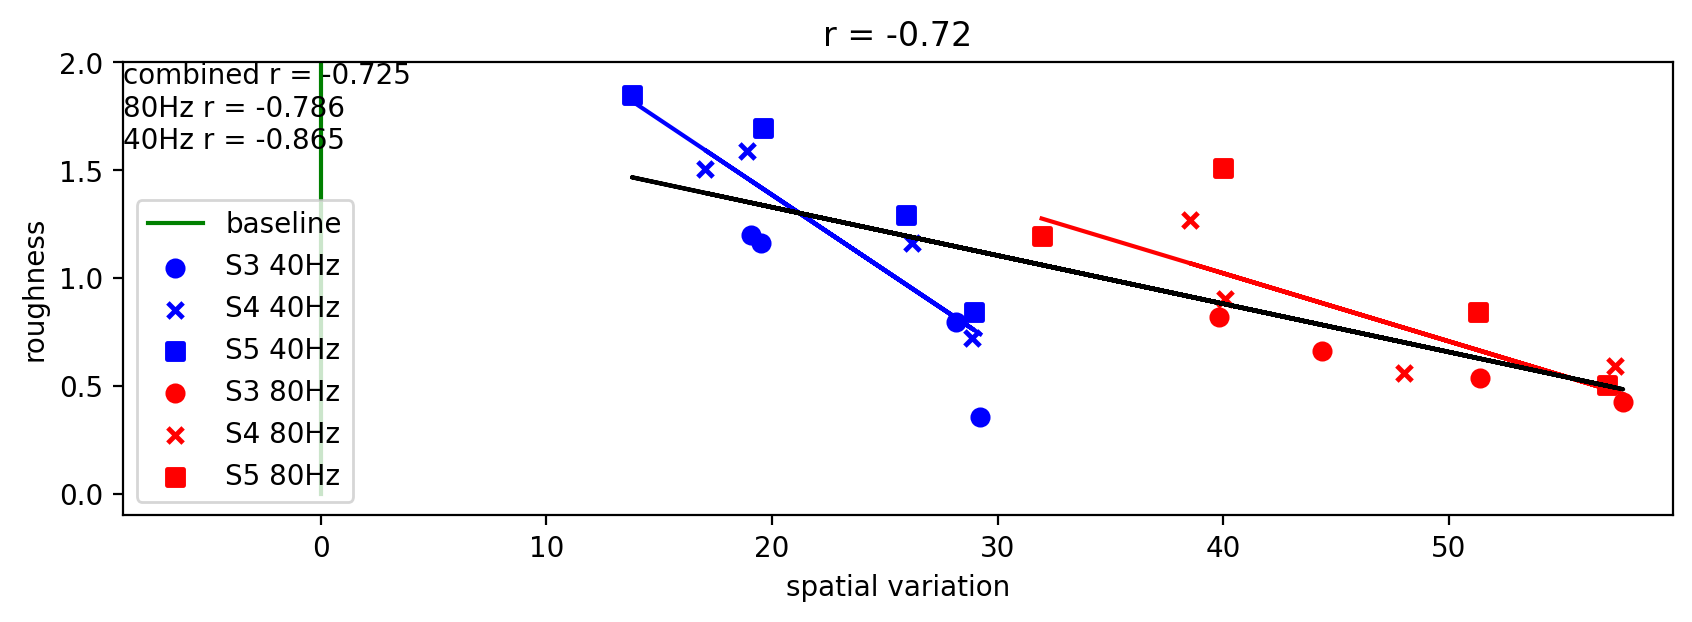 r = -0.72
combined r = -0.725
80Hz r = -0.786
40Hz r = -0.865
2.0
1.5
1.0
0.5
0.0
roughness
baseline
S3 40Hz
S4 40Hz
S5 40Hz
S3 80Hz
S4 80Hz
S5 80Hz
0 10 20 30 40 50
spatial variation